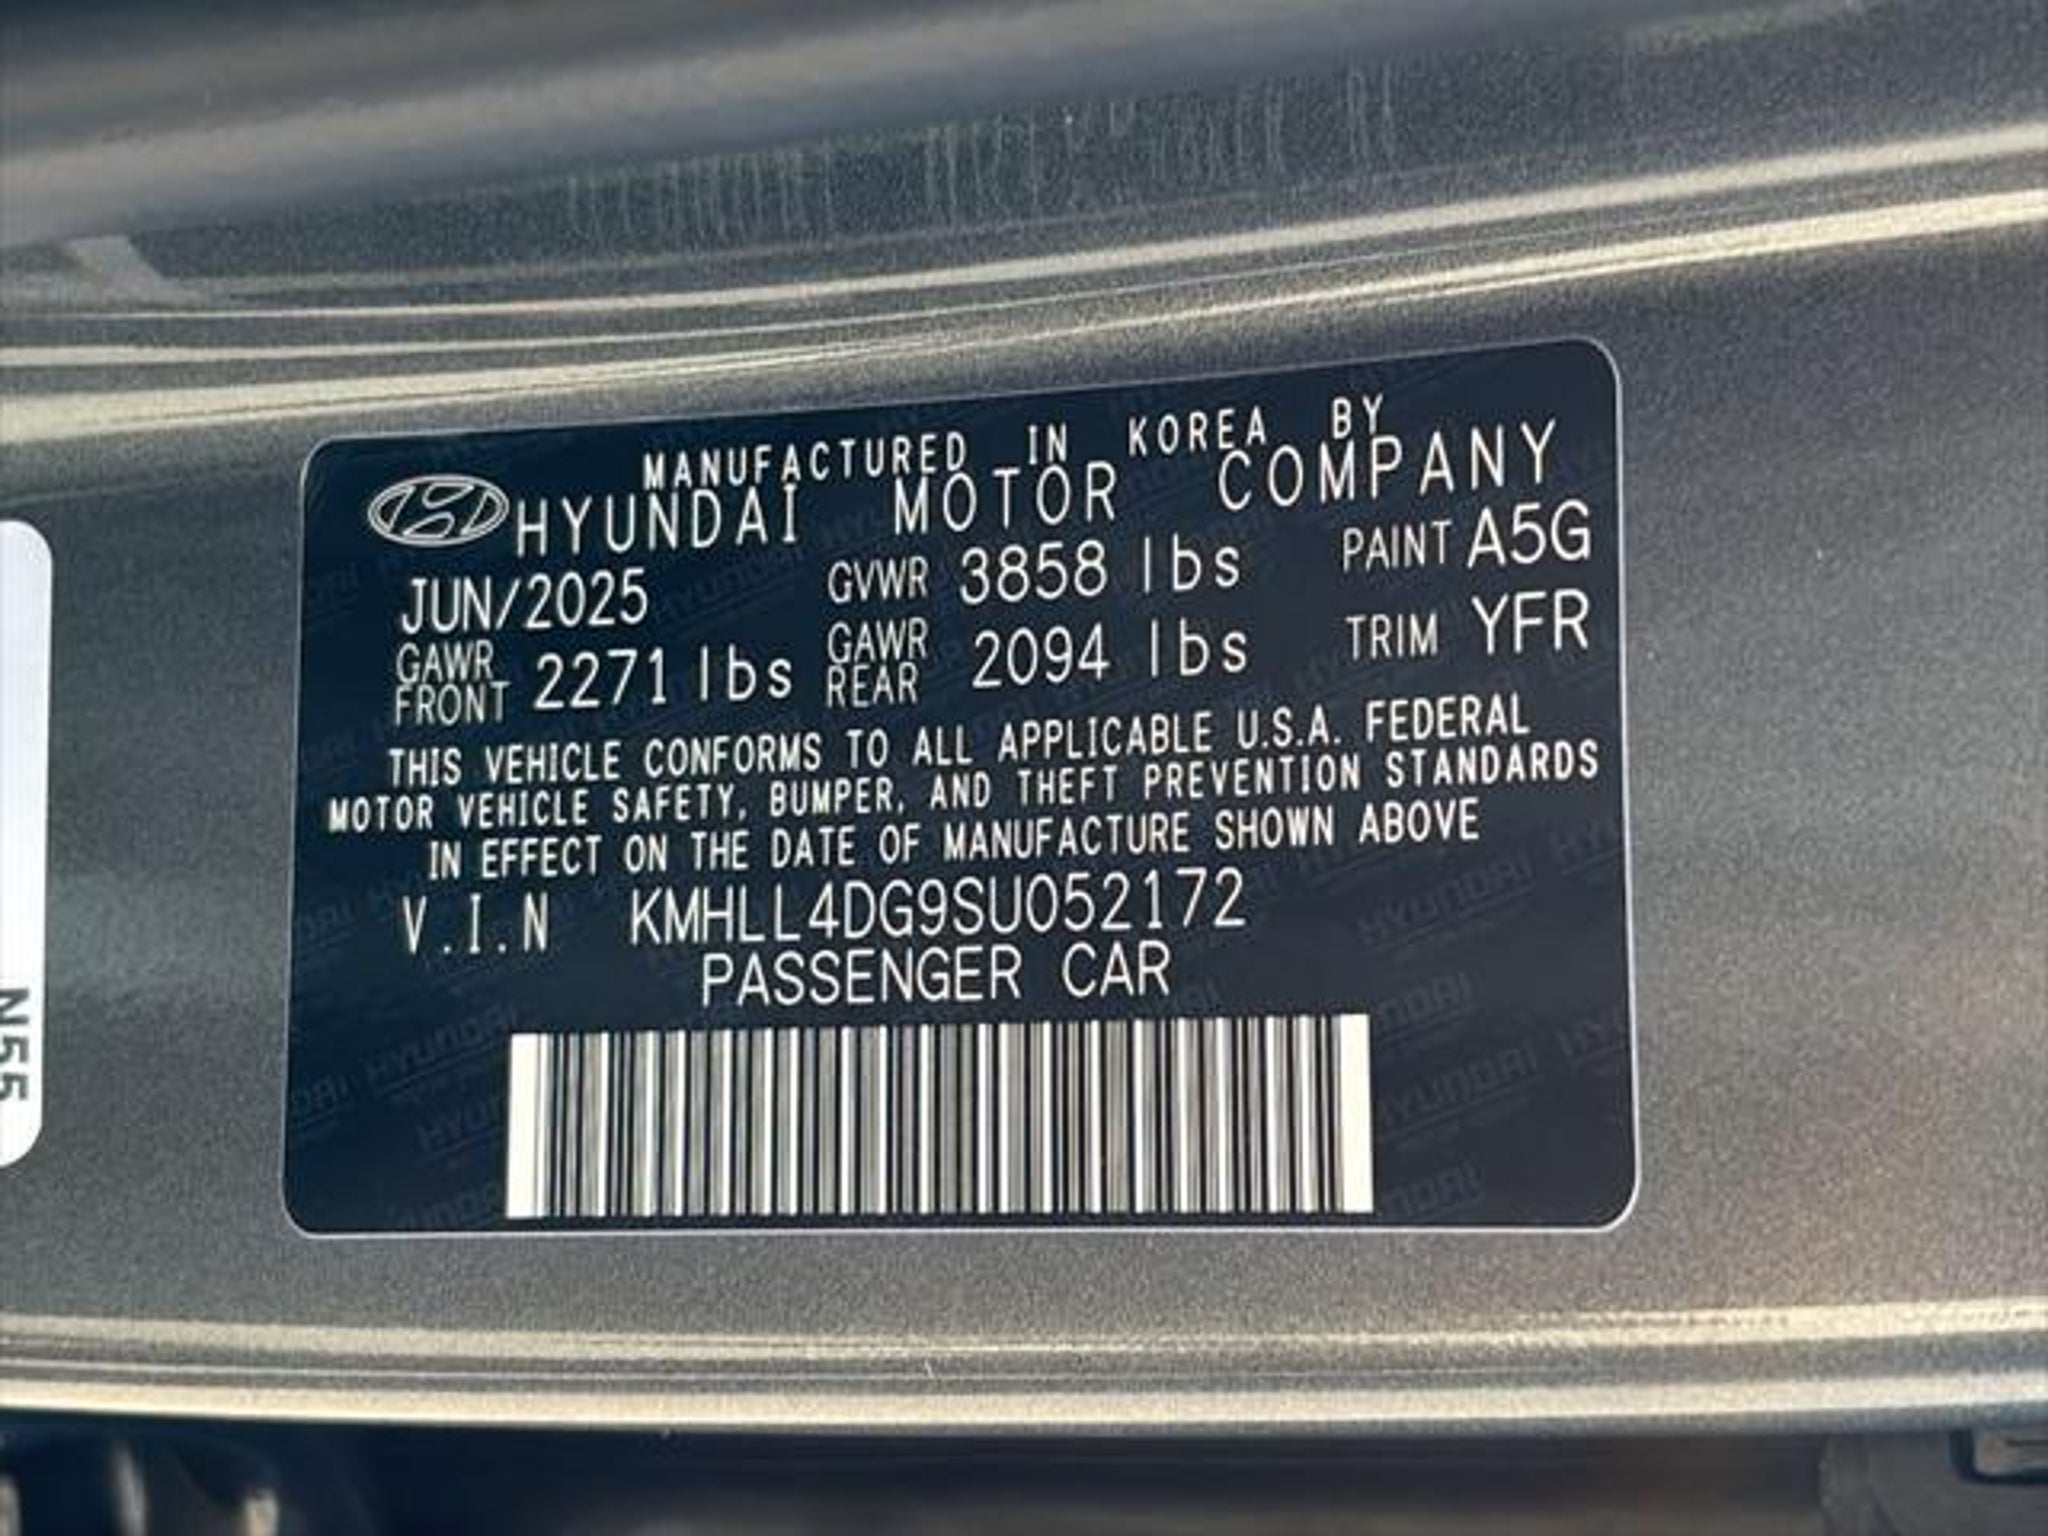 MANUFACTURED IN KOREA BY
HYUNDAI MOTOR COMPANY
JUN/2025 GVWR 3858 lbs PAINT A5G
GAWR FRONT 2271 lbs GAWR REAR 2094 lbs TRIM YFR
THIS VEHICLE CONFORMS TO ALL APPLICABLE U.S.A. FEDERAL
MOTOR VEHICLE SAFETY, BUMPER, AND THEFT PREVENTION STANDARDS
IN EFFECT ON THE DATE OF MANUFACTURE SHOWN ABOVE
V.I.N KMHLL4DG9SU052172
PASSENGER CAR
N55